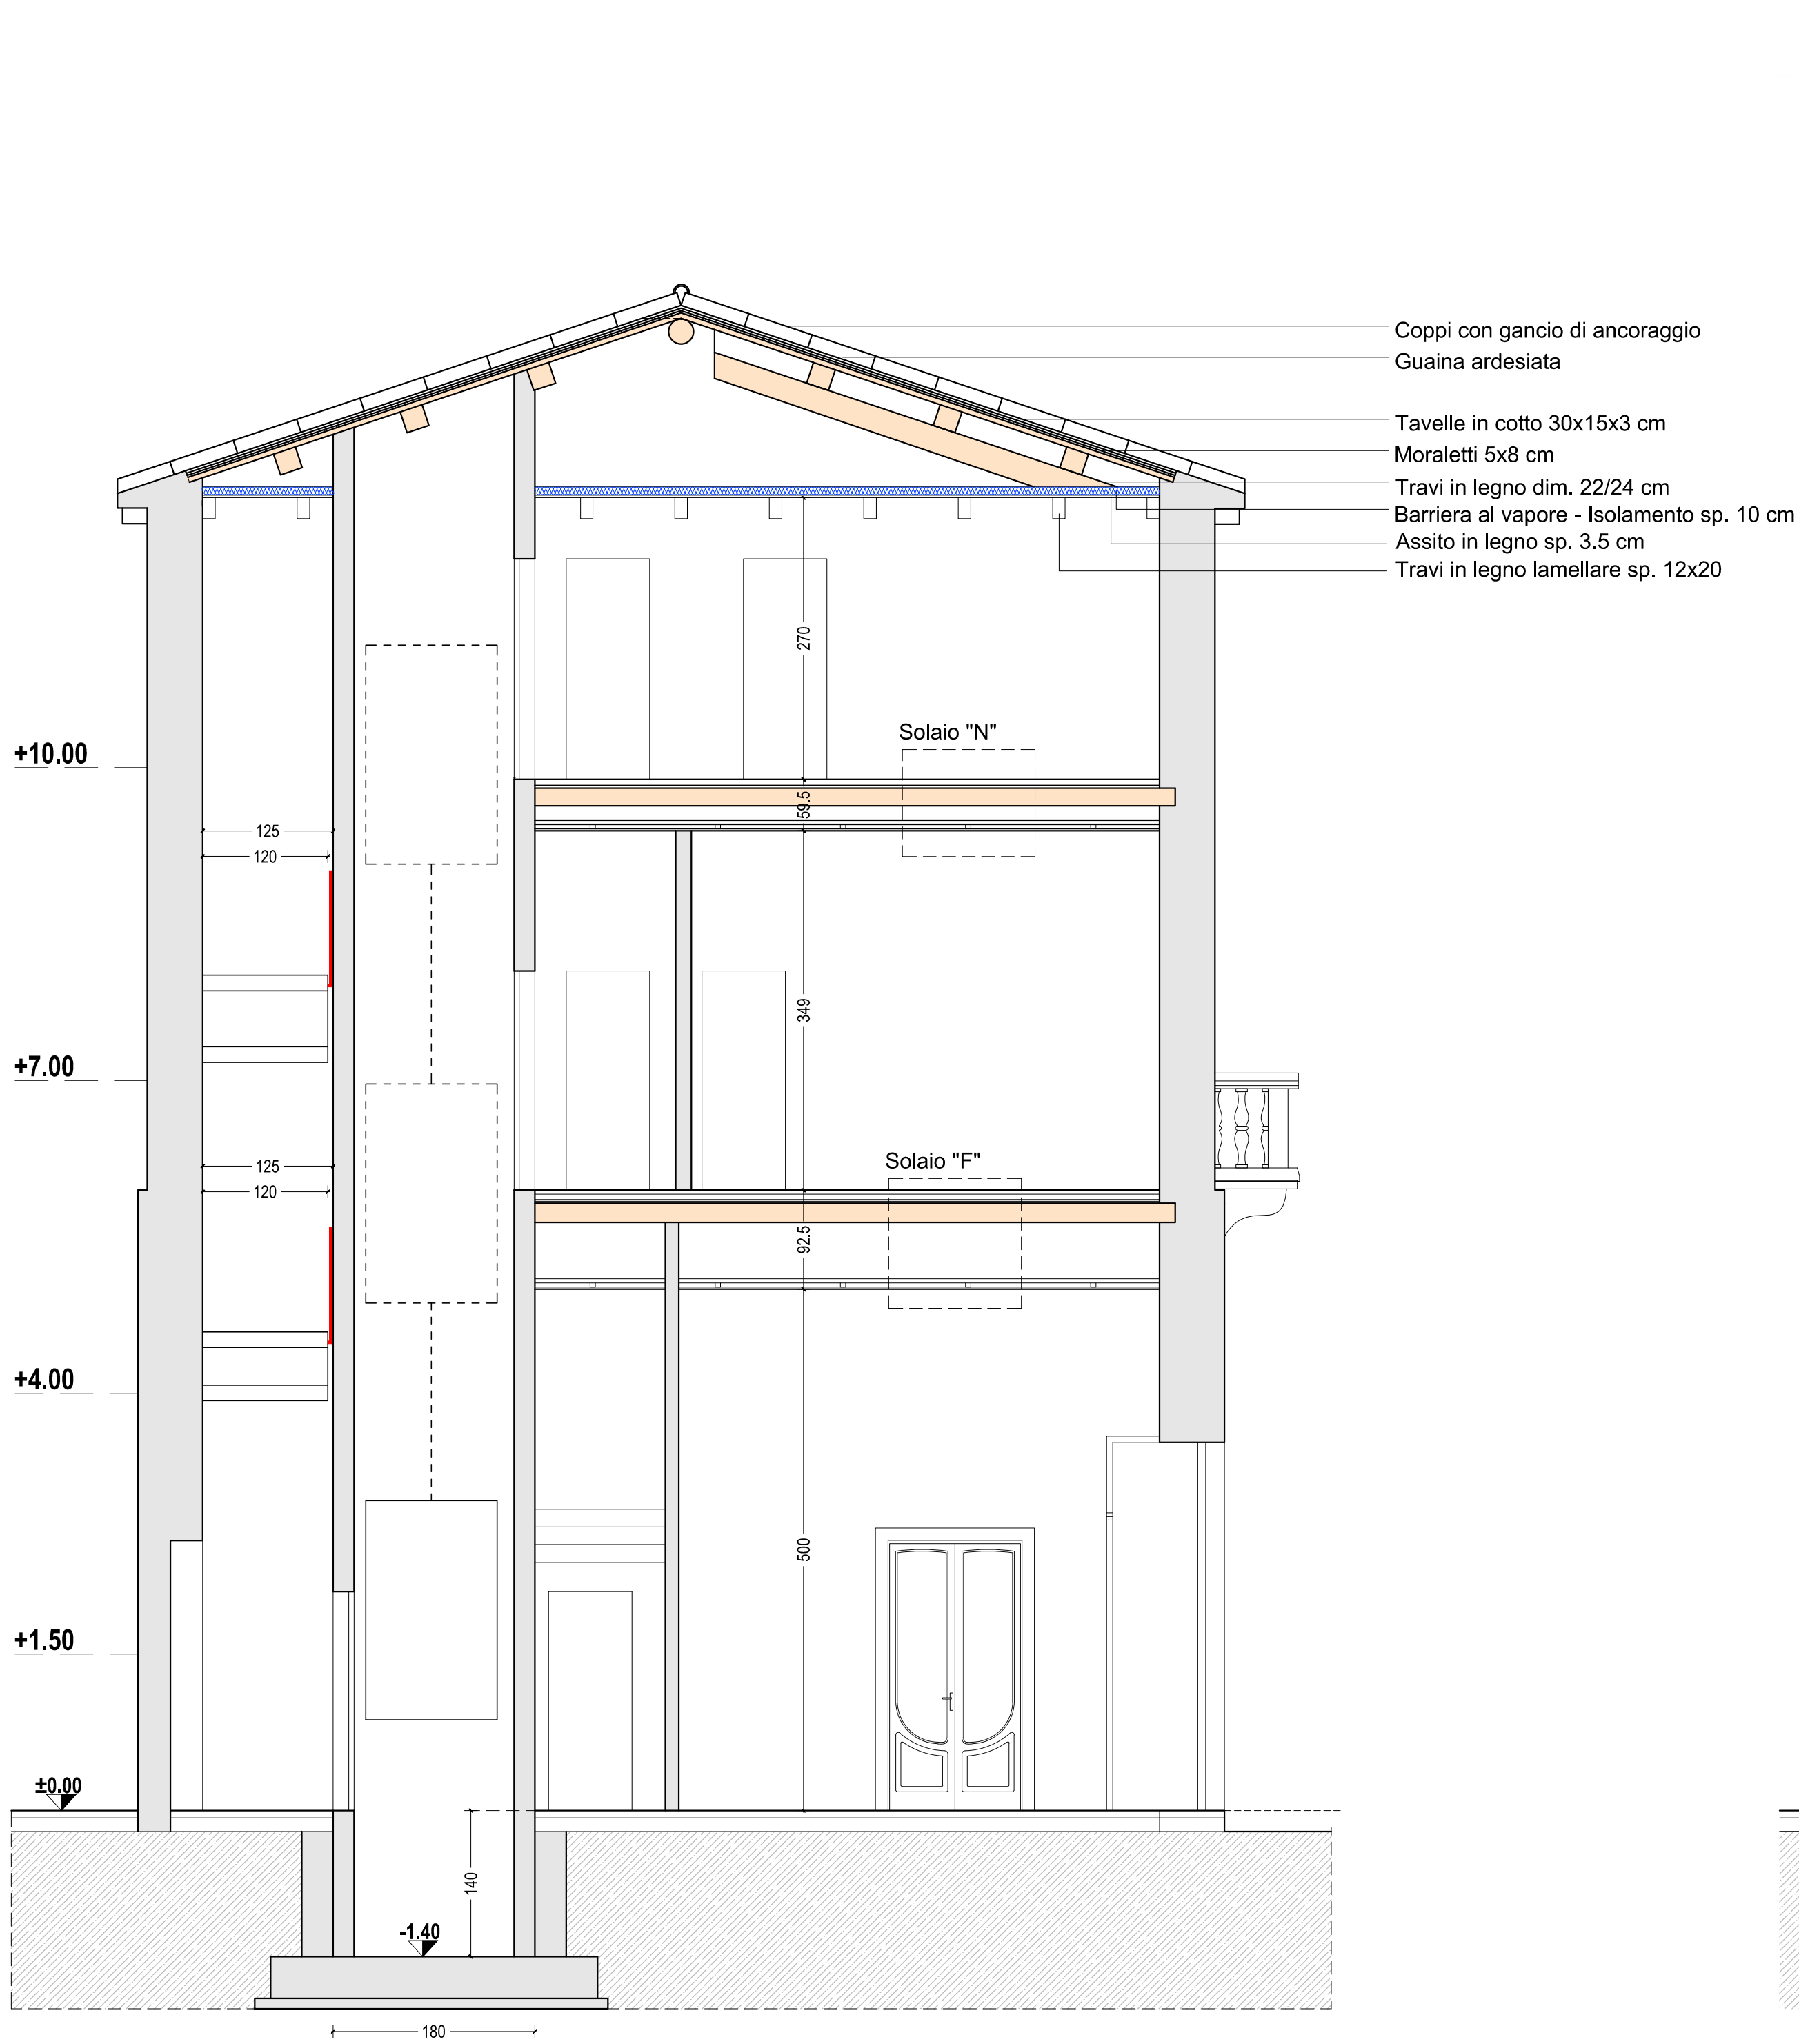 Coppi con gancio di ancoraggio
Guaina ardesiata
Tavelle in cotto 30x15x3 cm
Moraletti 5x8 cm
Travi in legno dim. 22/24 cm
Barriera al vapore - Isolamento sp. 10 cm
Assito in legno sp. 3.5 cm
Travi in legno lamellare sp. 12x20
270
Solaio "N"
+10.00
59.5
125
120
349
+7.00
Solaio "F"
125
120
92.5
+4.00
500
+1.50
±0.00
140
-1.40
180